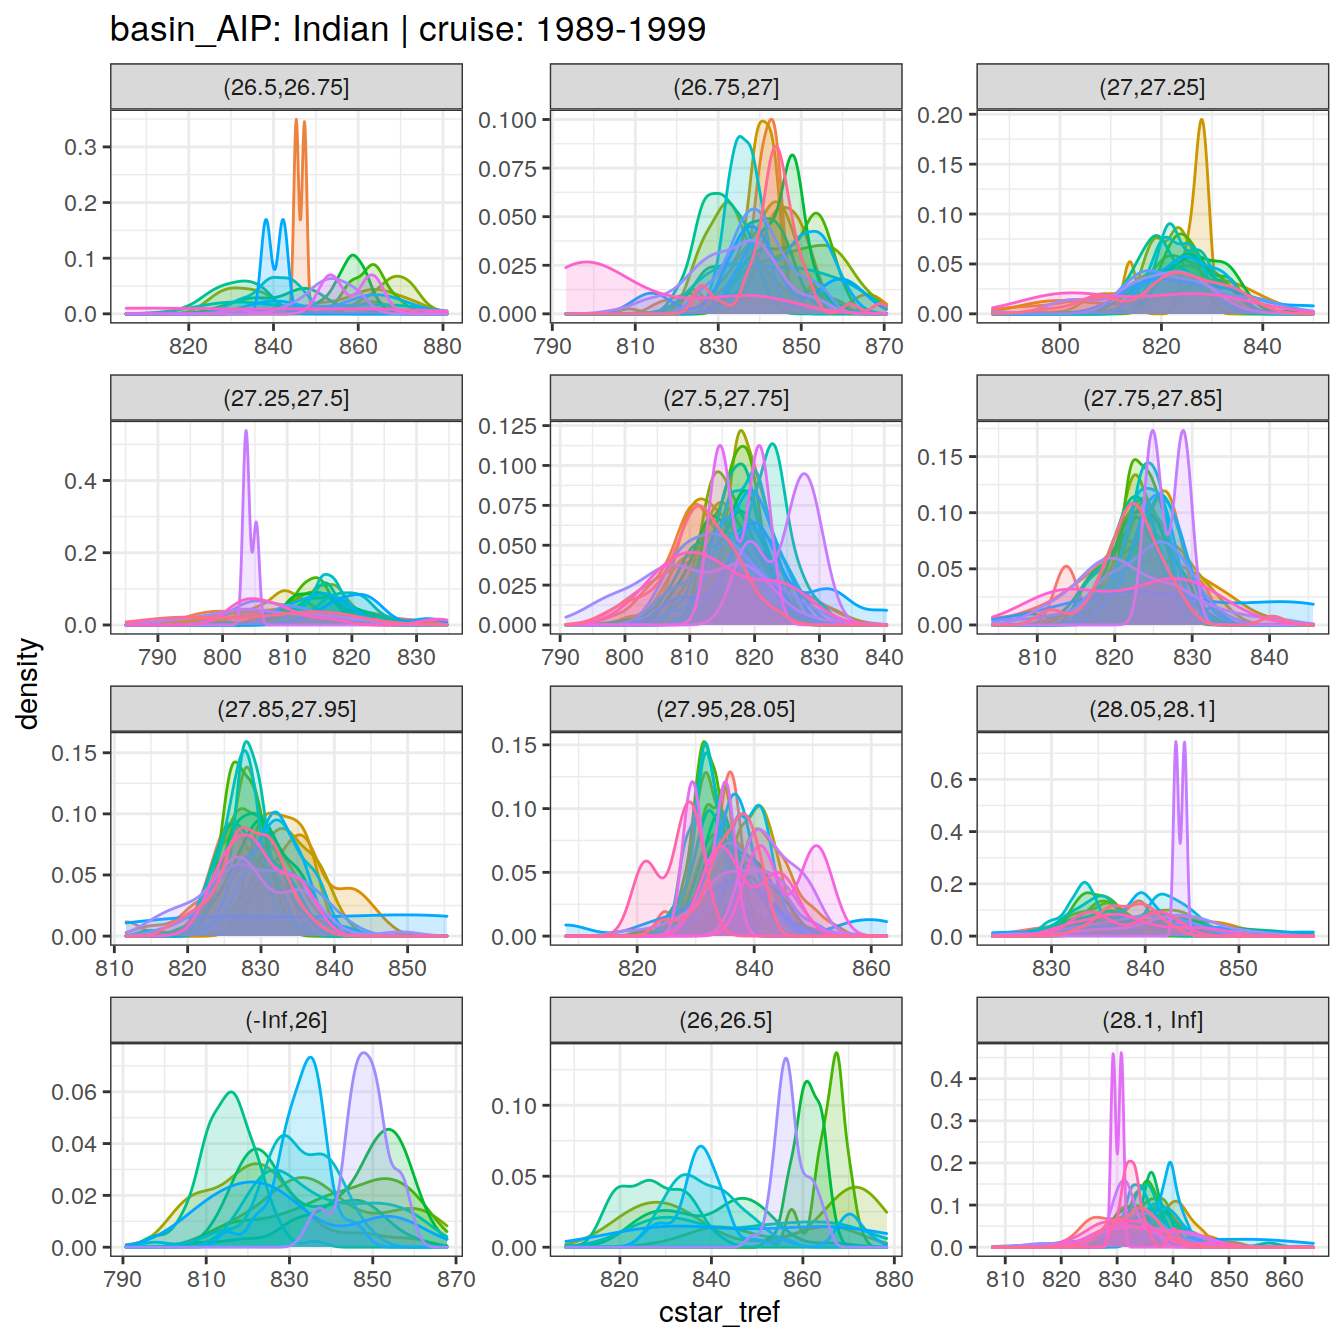 basin_AIP: Indian | cruise: 1989-1999
(26.5,26.75] (26.75,27] (27,27.25]
0.3 0.2 0.1 0.0
0.100 0.075 0.050 0.025 0.000
0.20 0.15 0.10 0.05 0.00
820 840 860 880 790 810 830 850 870 800 820 840
(27.25,27.5] (27.5,27.75] (27.75,27.85]
0.4 0.2 0.0
0.125 0.100 0.075 0.050 0.025 0.000
0.15 0.10 0.05 0.00
790 800 810 820 830 790 800 810 820 830 840 810 820 830 840
density
(27.85,27.95] (27.95,28.05] (28.05,28.1]
0.15 0.10 0.05 0.00
0.15 0.10 0.05 0.00
0.6 0.4 0.2 0.0
810 820 830 840 850 820 840 860 830 840 850
(-Inf,26] (26,26.5] (28.1, Inf]
0.06 0.04 0.02 0.00
0.10 0.05 0.00
0.4 0.3 0.2 0.1 0.0
790 810 830 850 870 820 840 860 880 810 820 830 840 850 860
cstar_tref